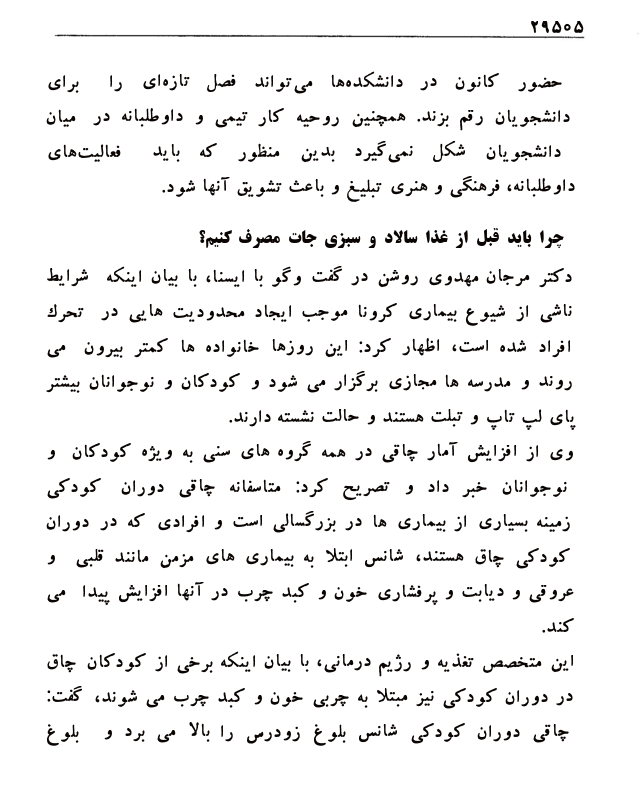 ۲۹۵۰۵
حضور کانون در دانشکده‌ها می‌تواند فصل تازه‌ای را برای
دانشجویان رقم بزند. همچنین روحیه کار تیمی و داوطلبانه در میان
دانشجویان شکل نمی‌گیرد بدین منظور که باید فعالیت‌های
داوطلبانه، فرهنگی و هنری تبلیغ و باعث تشویق آنها شود.
چرا باید قبل از غذا سالاد و سبزی جات مصرف کنیم؟
دکتر مرجان مهدوی روشن در گفت وگو با ایسنا، با بیان اینکه شرایط
ناشی از شیوع بیماری کرونا موجب ایجاد محدودیت هایی در تحرك
افراد شده است، اظهار کرد: این روزها خانواده ها کمتر بیرون می
روند و مدرسه ها مجازی برگزار می شود و کودکان و نوجوانان بیشتر
پای لپ تاپ و تبلت هستند و حالت نشسته دارند.
وی از افزایش آمار چاقی در همه گروه های سنی به ویژه کودکان و
نوجوانان خبر داد و تصریح کرد: متاسفانه چاقی دوران کودکی
زمینه بسیاری از بیماری ها در بزرگسالی است و افرادی که در دوران
کودکی چاق هستند، شانس ابتلا به بیماری های مزمن مانند قلبی و
عروقی و دیابت و پرفشاری خون و کبد چرب در آنها افزایش پیدا می
کند.
این متخصص تغذیه و رژیم درمانی، با بیان اینکه برخی از کودکان چاق
در دوران کودکی نیز مبتلا به چربی خون و کبد چرب می شوند، گفت:
چاقی دوران کودکی شانس بلوغ زودرس را بالا می برد و بلوغ